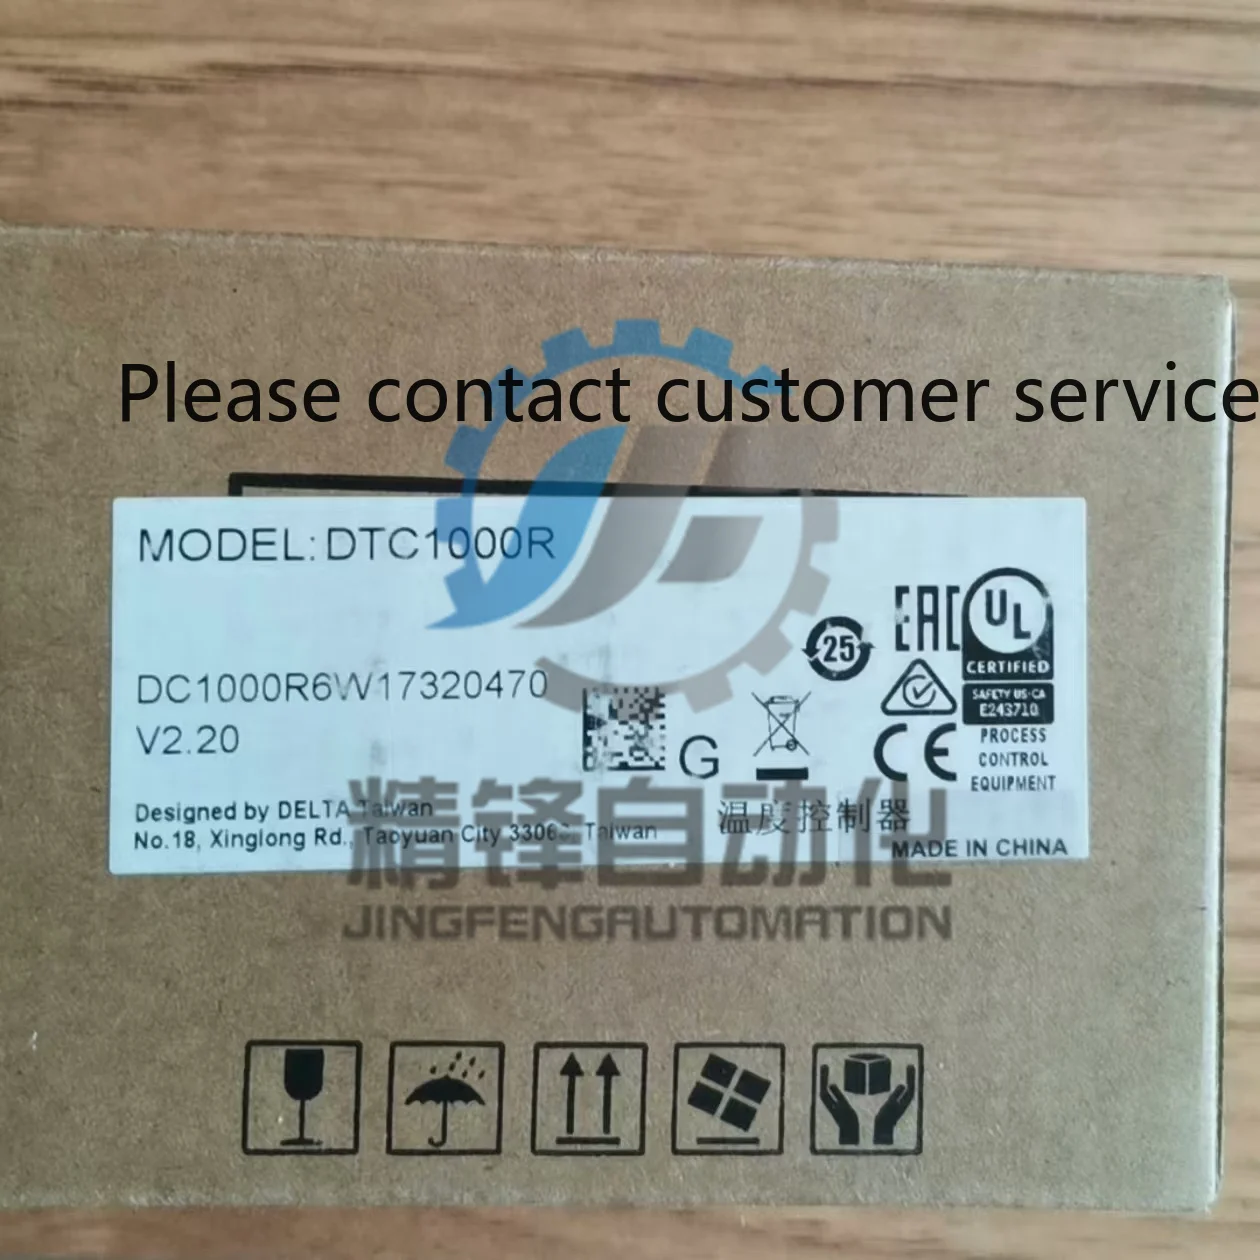 Please contact customer service
MODEL: DTC1000R
DC1000R6W17320470
V2.20
25
EAC
UL
CERTIFIED
SAFETY US·CA
E243710
CE
PROCESS
CONTROL
EQUIPMENT
G
Designed by DELTA Taiwan
No.18, Xinglong Rd., Taoyuan City 33068, Taiwan
温度控制器
MADE IN CHINA
精锋自动化
JINGFENGAUTOMATION